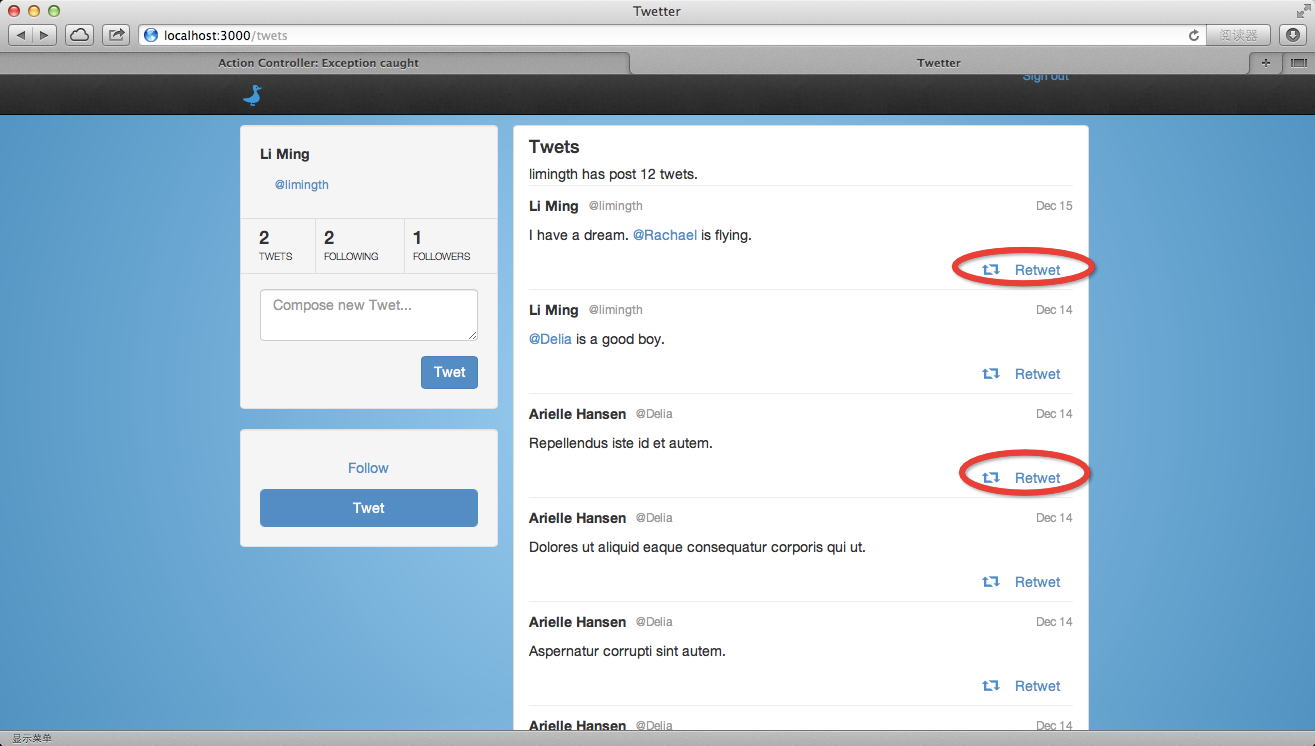 Twetter
localhost:3000/twets
阅读器
Action Controller: Exception caught
Twetter
Sign out
Li Ming
@limingth
2
TWETS
2
FOLLOWING
1
FOLLOWERS
Compose new Twet...
Twet
Follow
Twet
Twets
limingth has post 12 twets.
Li Ming @limingth Dec 15
I have a dream. @Rachael is flying.
Retwet
Li Ming @limingth Dec 14
@Delia is a good boy.
Retwet
Arielle Hansen @Delia Dec 14
Repellendus iste id et autem.
Retwet
Arielle Hansen @Delia Dec 14
Dolores ut aliquid eaque consequatur corporis qui ut.
Retwet
Arielle Hansen @Delia Dec 14
Aspernatur corrupti sint autem.
Retwet
Arielle Hansen @Delia Dec 14
显示菜单